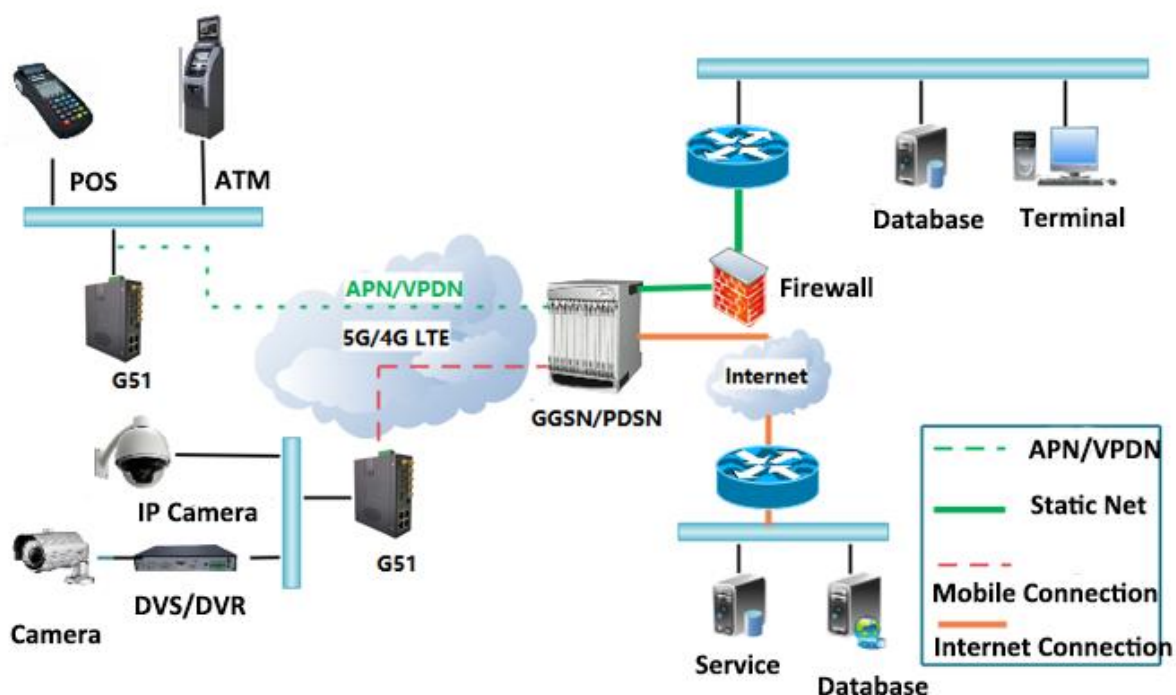 POS
ATM
G51
APN/VPDN
5G/4G LTE
GGSN/PDSN
Firewall
Database
Terminal
Internet
IP Camera
G51
DVS/DVR
Camera
Service
Database
APN/VPDN
Static Net
Mobile Connection
Internet Connection